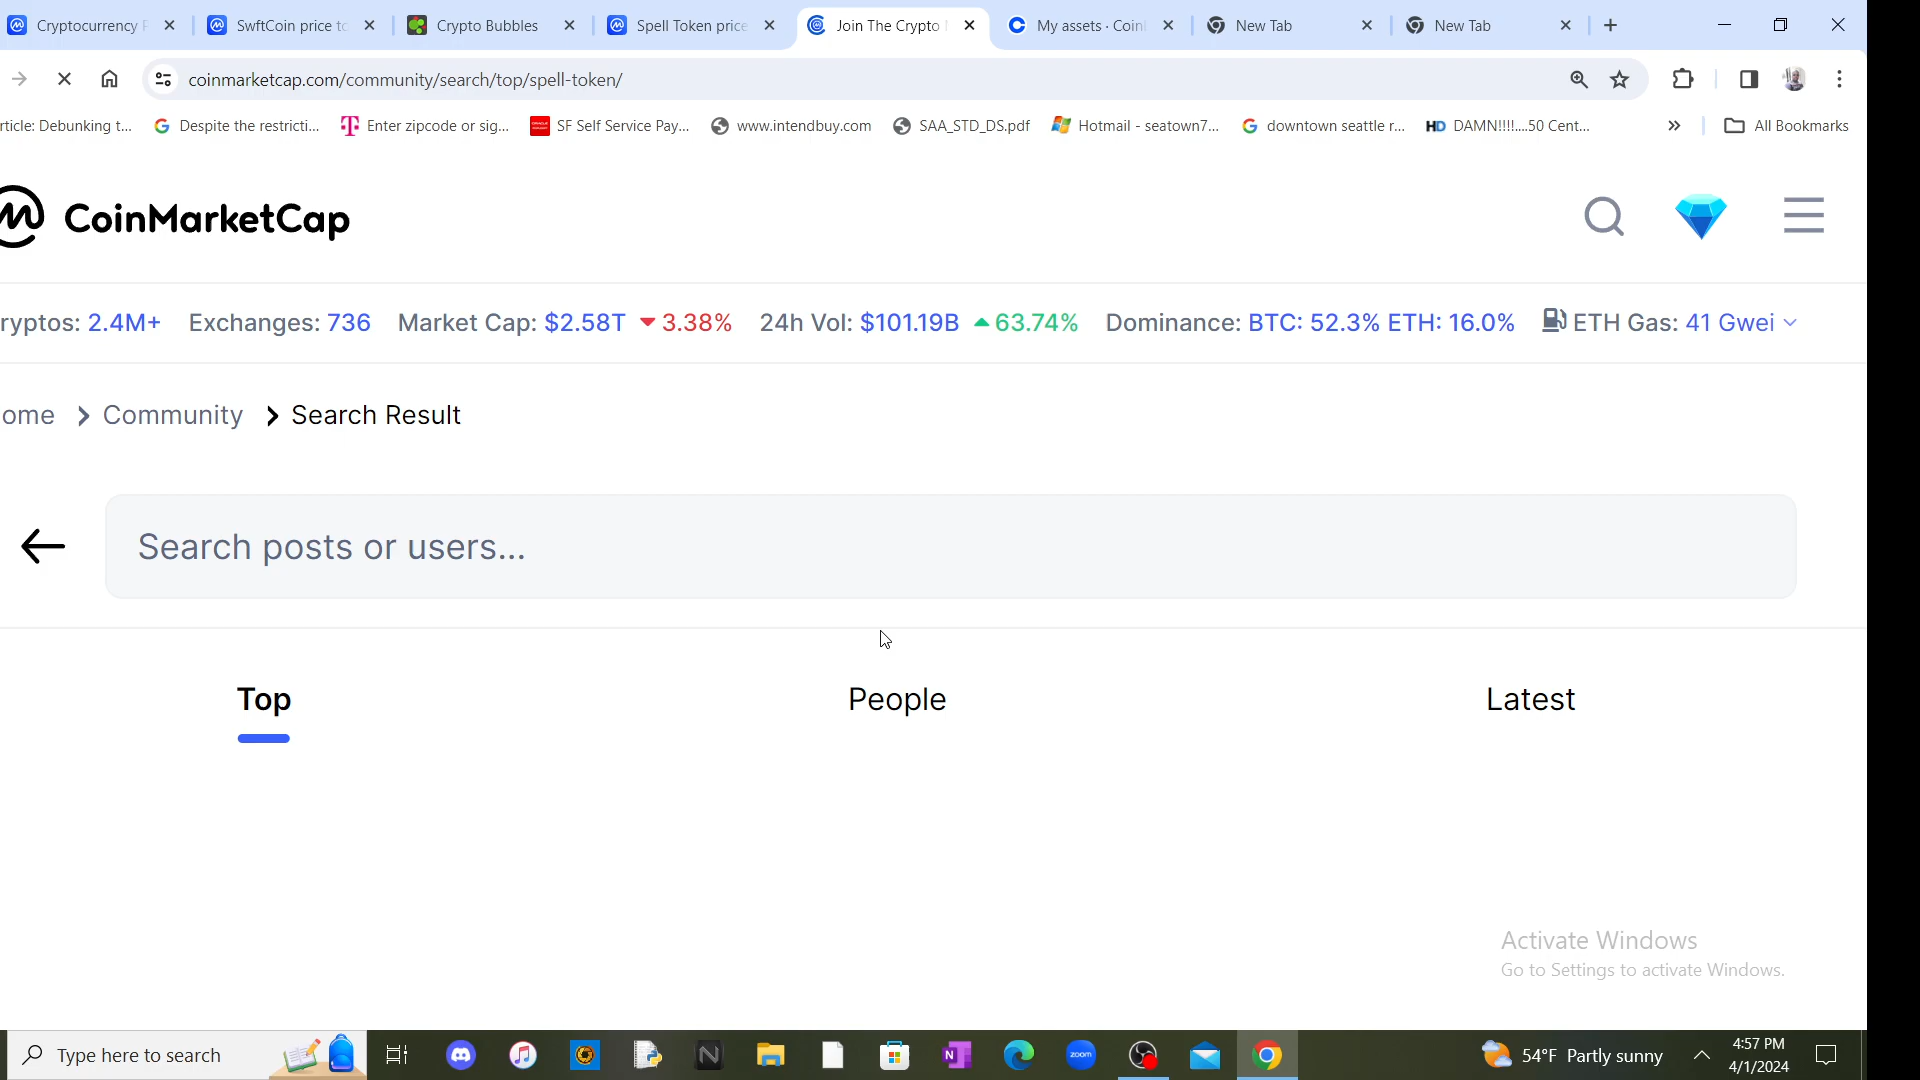 Cryptocurrency P
SwftCoin price to
Crypto Bubbles
Spell Token price
Join The Crypto
My assets · Coin
New Tab
New Tab
coinmarketcap.com/community/search/top/spell-token/
rticle: Debunking t...
Despite the restricti...
Enter zipcode or sig...
SF Self Service Pay...
www.intendbuy.com
SAA_STD_DS.pdf
Hotmail - seatown7...
downtown seattle r...
HD DAMN!!!!....50 Cent...
All Bookmarks
CoinMarketCap
ryptos: 2.4M+ Exchanges: 736 Market Cap: $2.58T 3.38% 24h Vol: $101.19B 63.74% Dominance: BTC: 52.3% ETH: 16.0% ETH Gas: 41 Gwei
ome Community Search Result
Search posts or users...
Top People Latest
Activate Windows
Go to Settings to activate Windows.
Type here to search
zoom
54°F Partly sunny
4:57 PM
4/1/2024